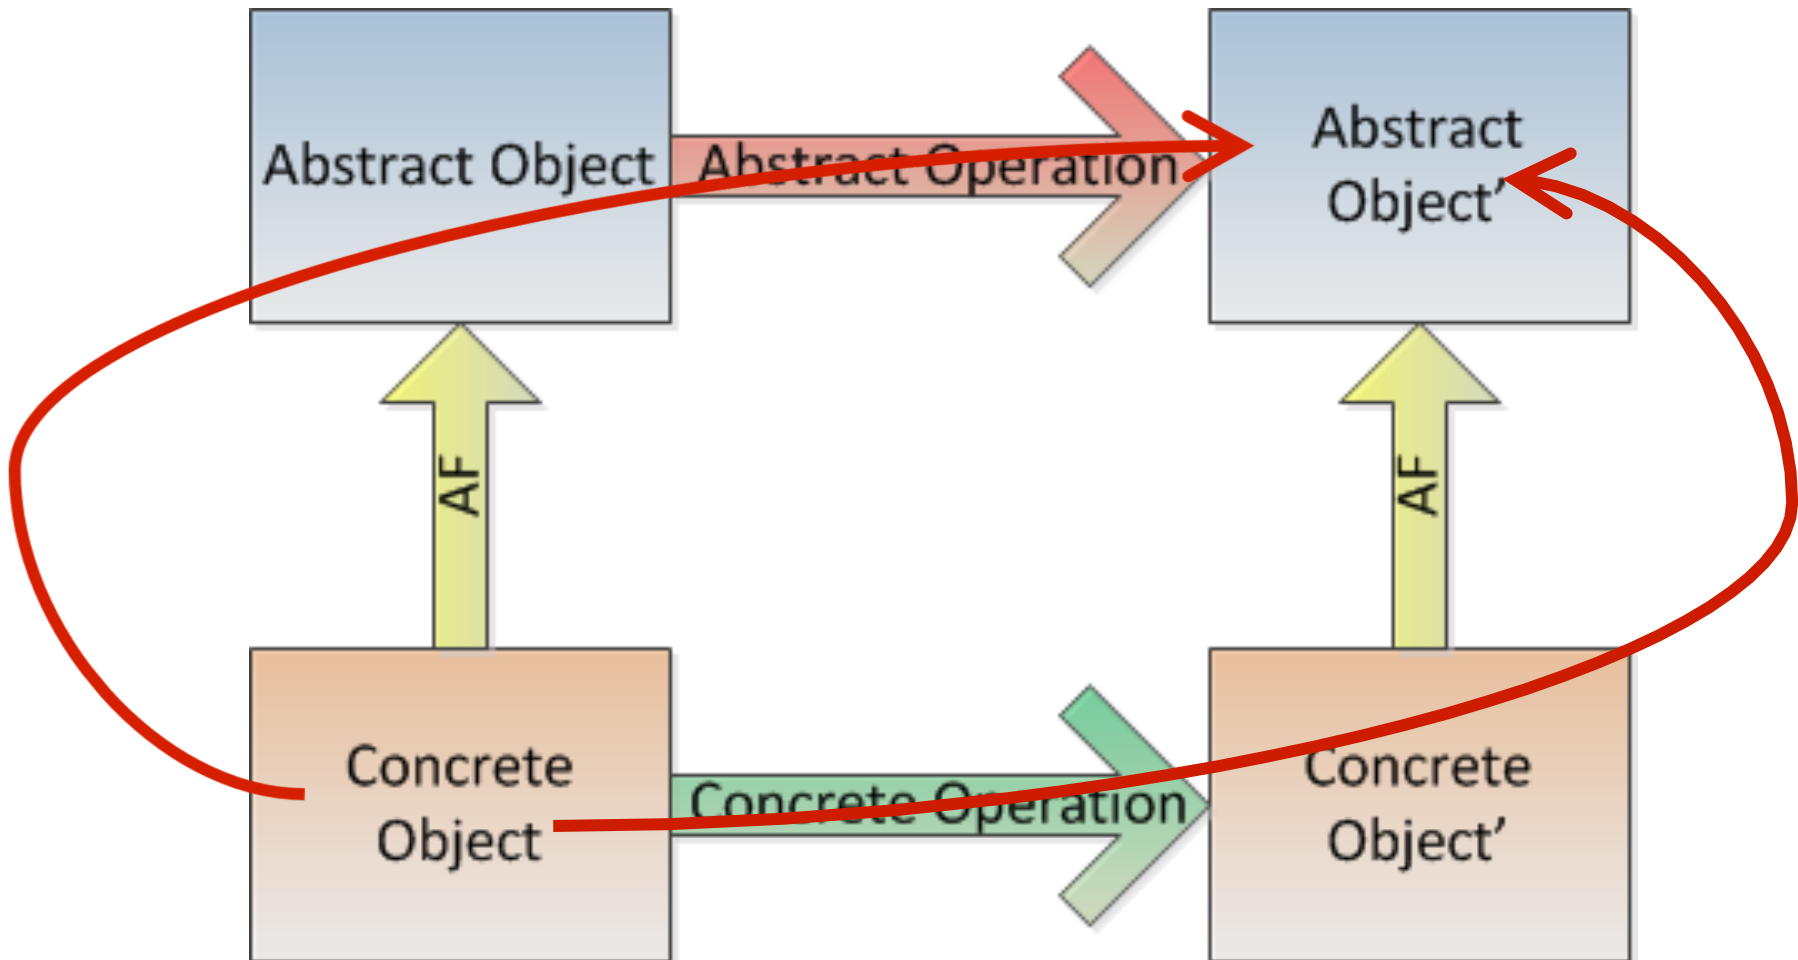 Abstract Object
Abstract Operation
Abstract
Object’
AF
AF
Concrete
Object
Concrete Operation
Concrete
Object’